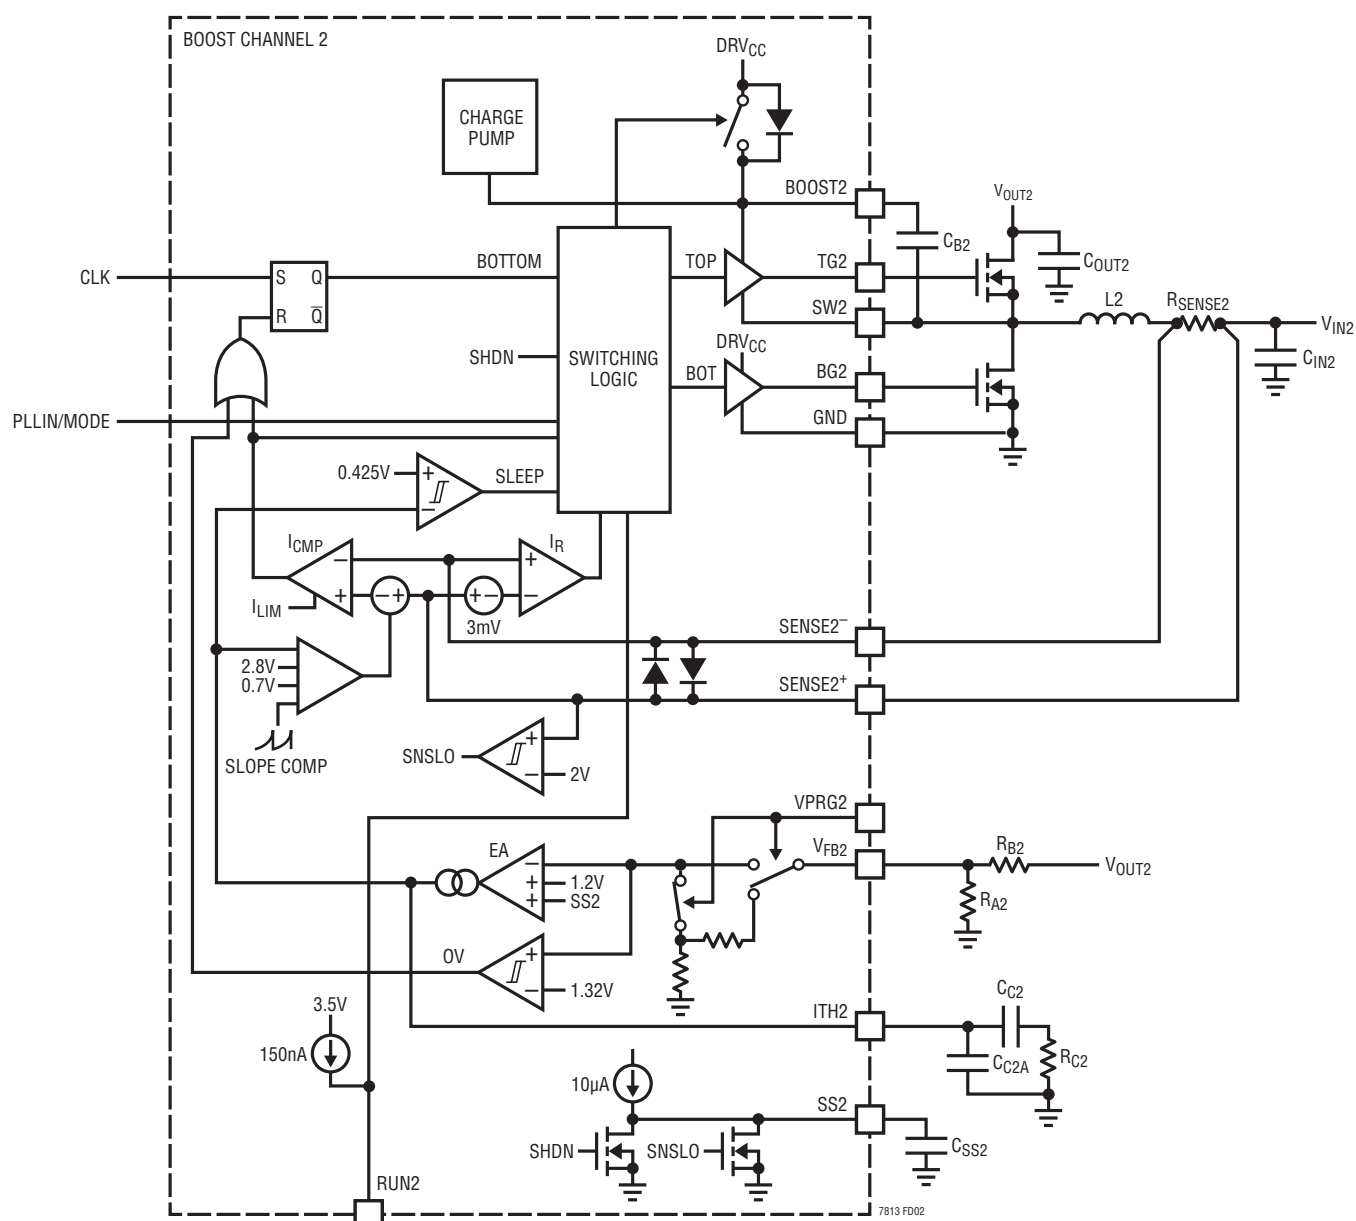 BOOST CHANNEL 2
DRVCC
CHARGE
PUMP
BOOST2
VOUT2
CB2
COUT2
CLK
S Q
BOTTOM
TOP
TG2
R Q̅
SW2
L2
RSENSE2
VIN2
CIN2
SHDN
SWITCHING
LOGIC
DRVCC
BOT
BG2
GND
PLLIN/MODE
0.425V
+
−
SLEEP
ICMP
−
+
ILIM
− +
+ −
3mV
IR
+
−
SENSE2−
2.8V
0.7V
SLOPE COMP
SENSE2+
SNSLO
+
−
2V
VPRG2
VFB2
RB2
VOUT2
RA2
EA
−
+
+
1.2V
SS2
OV
+
−
1.32V
ITH2
CC2
CC2A
RC2
3.5V
150nA
10µA
SS2
CSS2
SHDN
SNSLO
RUN2
7813 FD02